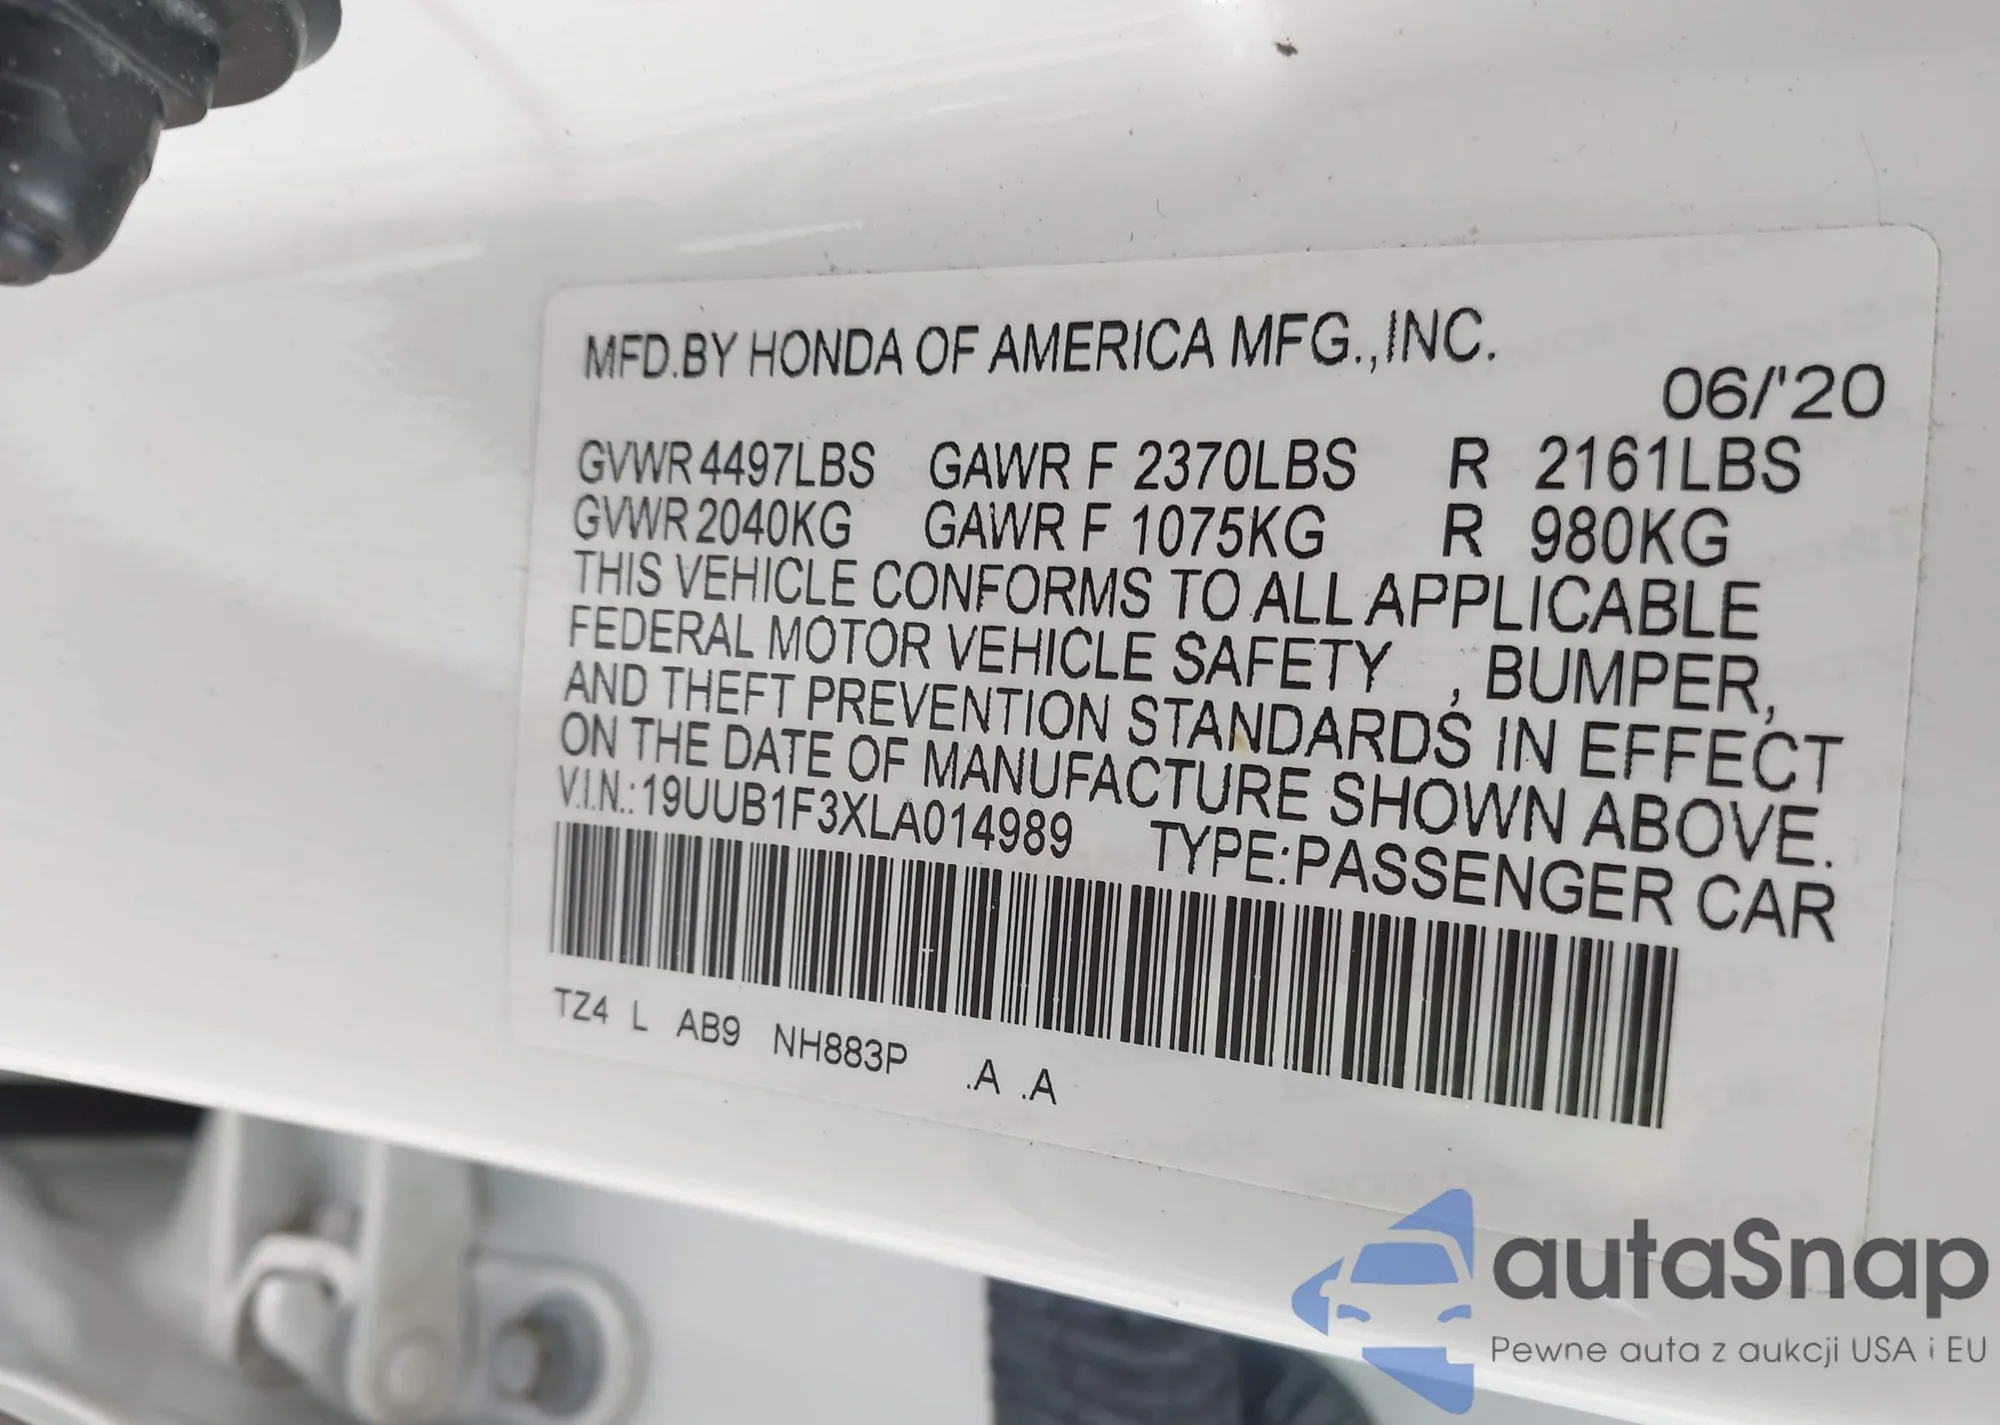 MFD.BY HONDA OF AMERICA MFG.,INC.
06/'20
GVWR 4497LBS GAWR F 2370LBS R 2161LBS
GVWR 2040KG GAWR F 1075KG R 980KG
THIS VEHICLE CONFORMS TO ALL APPLICABLE
FEDERAL MOTOR VEHICLE SAFETY , BUMPER,
AND THEFT PREVENTION STANDARDS IN EFFECT
ON THE DATE OF MANUFACTURE SHOWN ABOVE.
V.I.N.:19UUB1F3XLA014989 TYPE:PASSENGER CAR
TZ4 L AB9 NH883P .A .A
autaSnap
Pewne auta z aukcji USA i EU